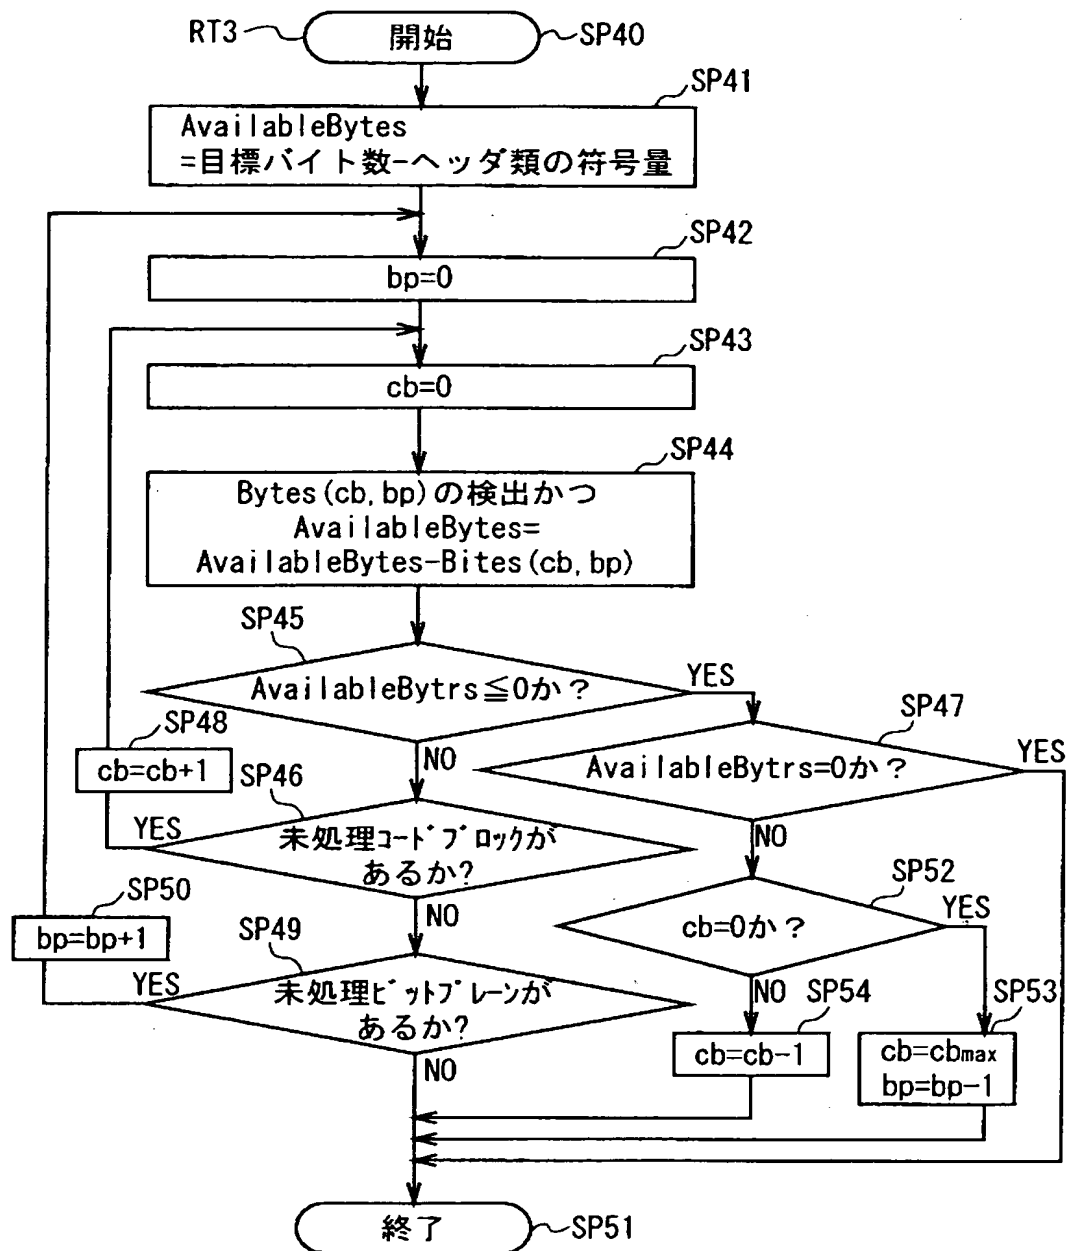 RT3
開始
SP40
SP41
AvailableBytes
=目標バイト数-ヘッダ類の符号量
SP42
bp=0
SP43
cb=0
SP44
Bytes(cb,bp)の検出かつ
AvailableBytes=
AvailableBytes-Bites(cb,bp)
SP45
AvailableBytrs≦0か?
YES
NO
SP47
AvailableBytrs=0か?
YES
NO
SP48
cb=cb+1
SP46
YES
未処理コードブロックが
あるか?
NO
SP52
cb=0か?
YES
NO
SP50
bp=bp+1
SP49
YES
未処理ビットプレーンが
あるか?
NO
SP54
cb=cb-1
SP53
cb=cbmax
bp=bp-1
終了
SP51